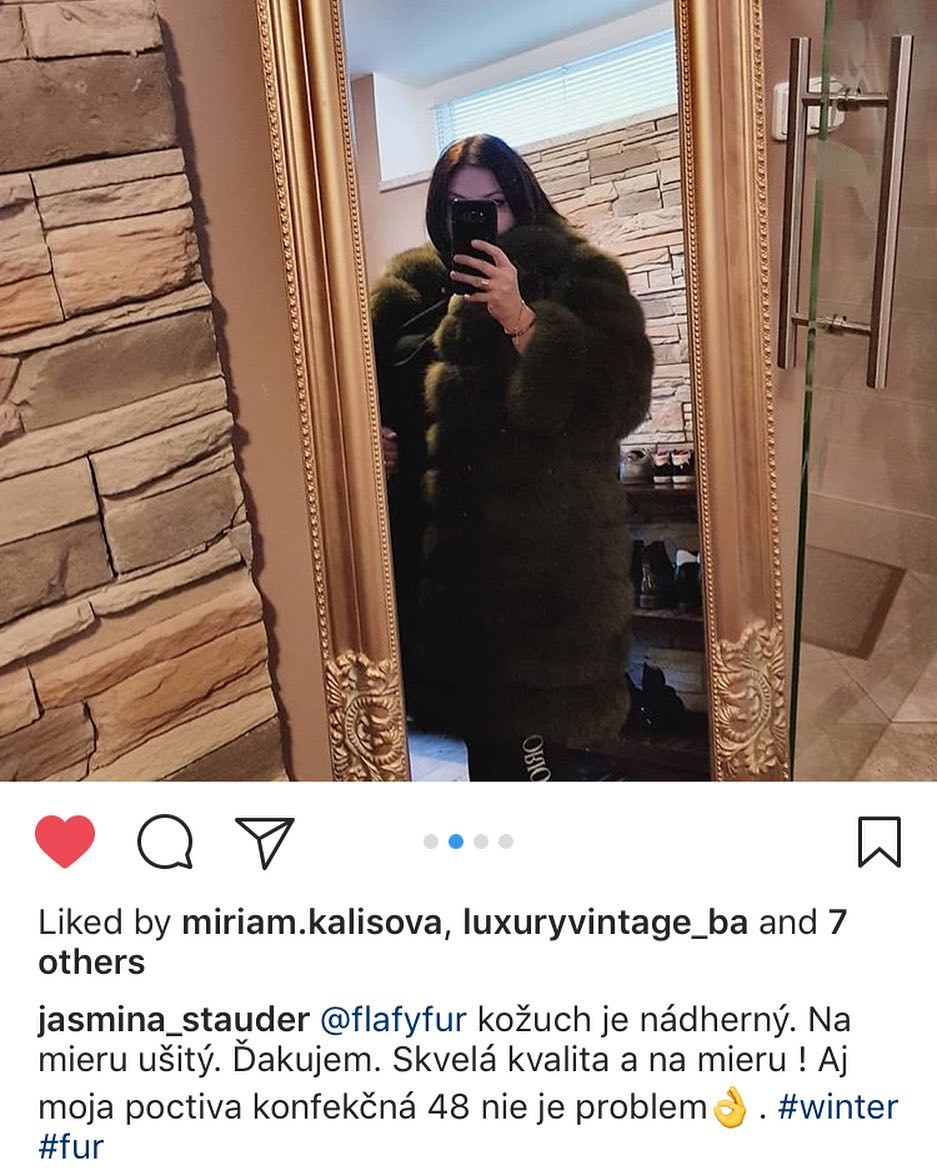 Liked by miriam.kalisova, luxuryvintage_ba and 7
others
jasmina_stauder @flafyfur kožuch je nádherný. Na
mieru ušitý. Ďakujem. Skvelá kvalita a na mieru ! Aj
moja poctiva konfekčná 48 nie je problem👌 . #winter
#fur